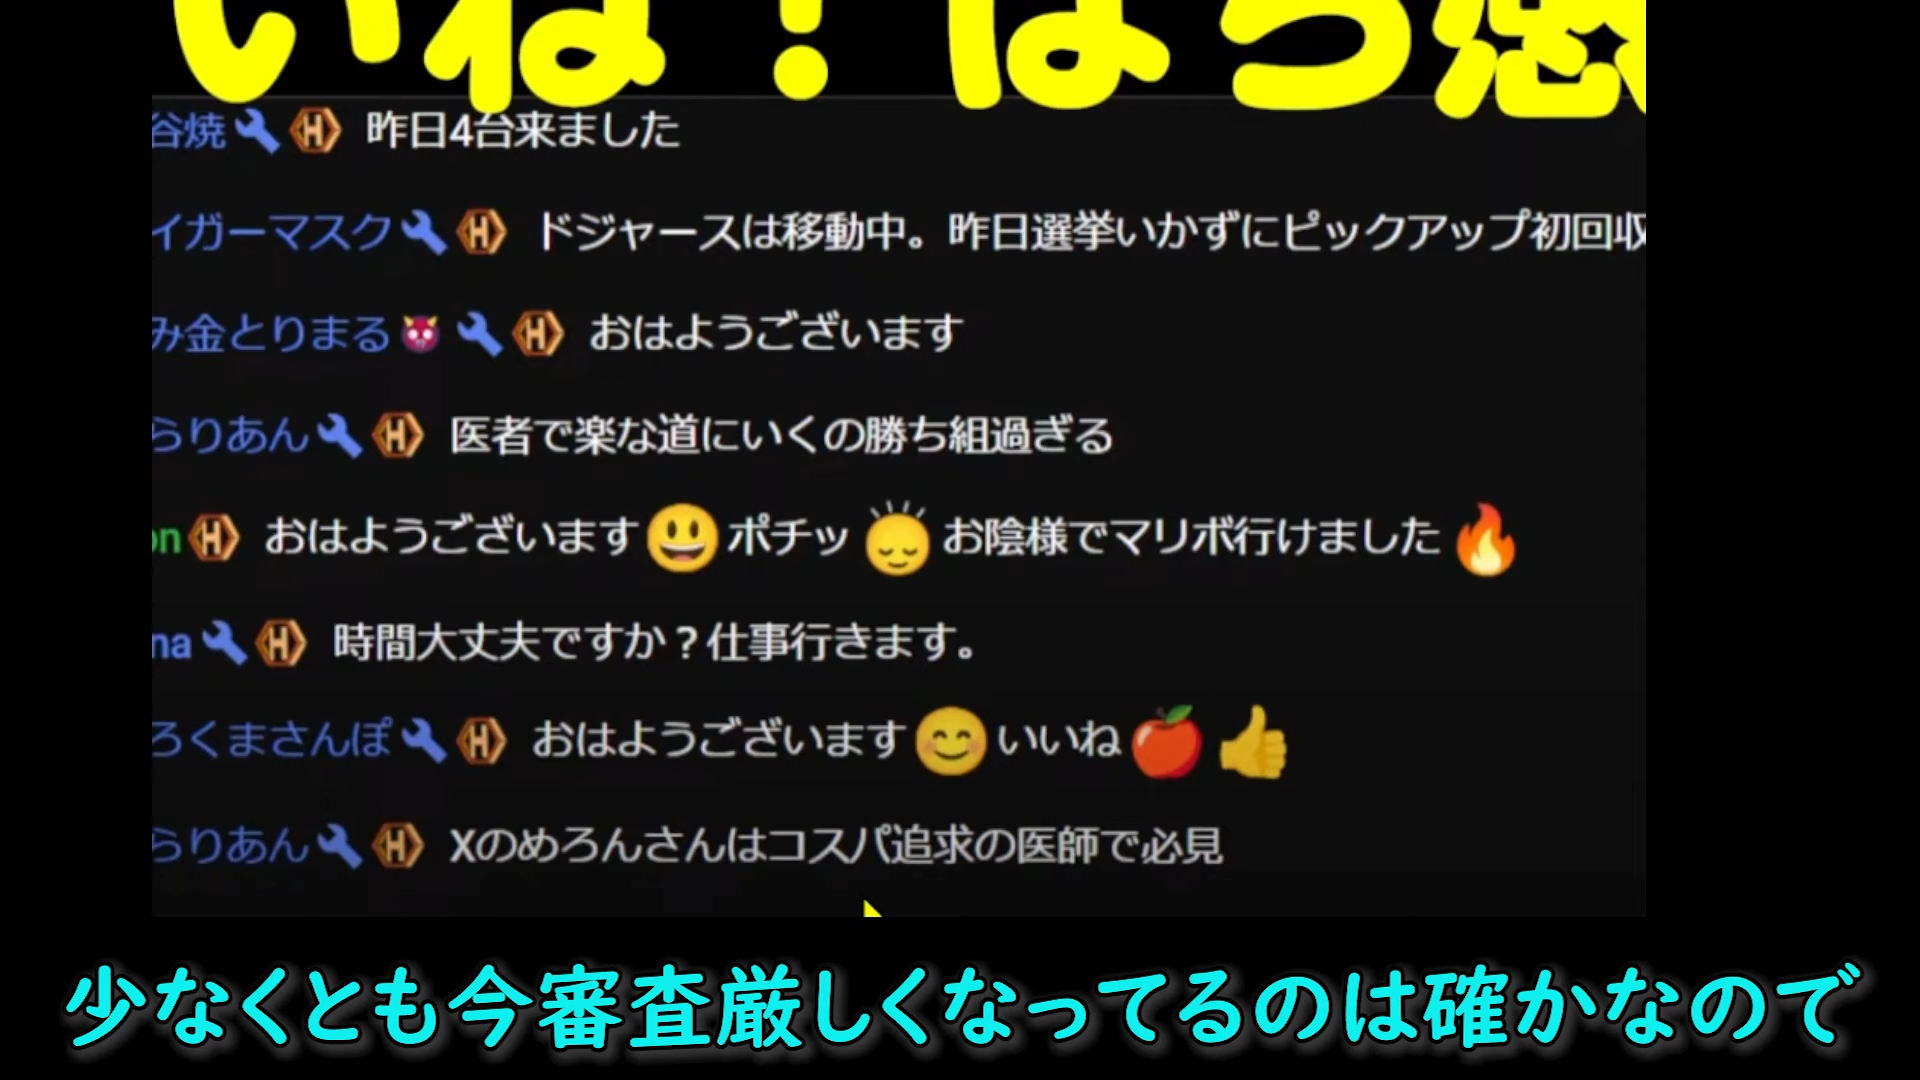 いね！ぽち感
谷焼 昨日4台来ました
イガーマスク ドジャースは移動中。昨日選挙いかずにピックアップ初回収
み金とりまる おはようございます
らりあん 医者で楽な道にいくの勝ち組過ぎる
on おはようございます😃ポチッ お陰様でマリボ行けました🔥
na 時間大丈夫ですか？仕事行きます。
ろくまさんぽ おはようございます😊いいね🍎👍
らりあん Xのめろんさんはコスパ追求の医師で必見
少なくとも今審査厳しくなってるのは確かなので